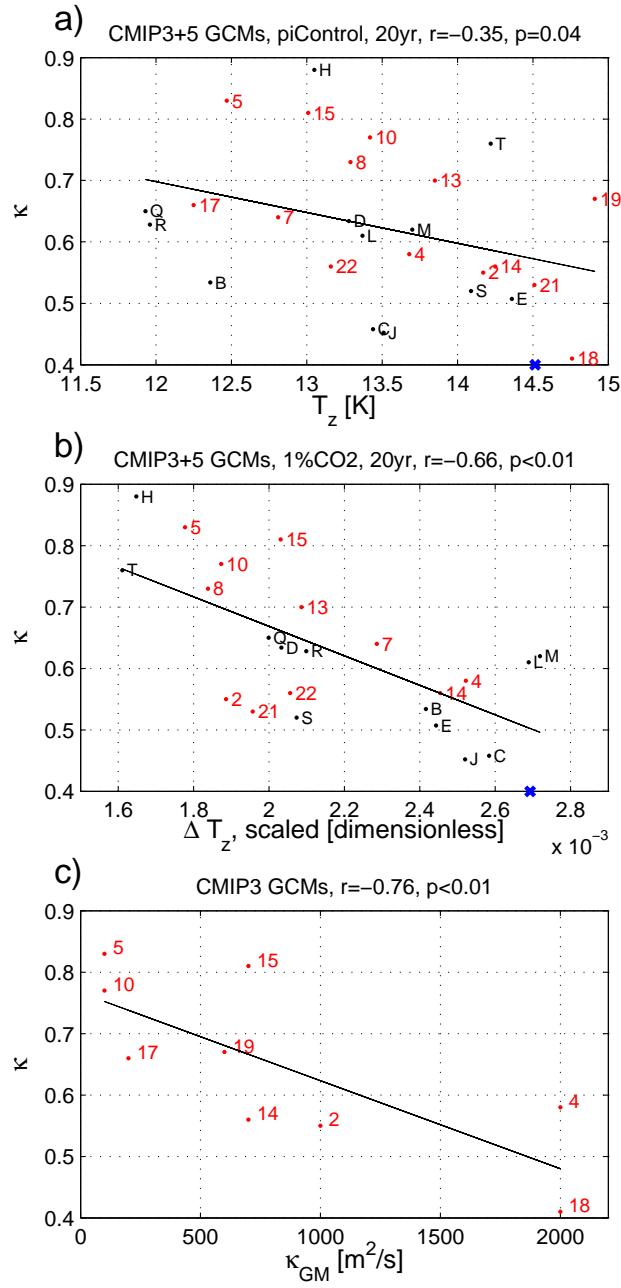 a)
CMIP3+5 GCMs, piControl, 20yr, r=−0.35, p=0.04
0.9
0.8
0.7
0.6
0.5
0.4
κ
H
5
15
10
T
8
13
19
Q
17
R
7
D
M
L
22
4
14
2
B
S
E
21
C
J
18
11.5 12 12.5 13 13.5 14 14.5 15
T_z [K]
b)
CMIP3+5 GCMs, 1%CO2, 20yr, r=−0.66, p<0.01
0.9
0.8
0.7
0.6
0.5
0.4
κ
H
5
15
10
T
8
13
Q
D
R
7
M
L
4
14
2
22
21
S
B
E
J
C
1.6 1.8 2 2.2 2.4 2.6 2.8
Δ T_z, scaled [dimensionless]
x 10⁻³
c)
CMIP3 GCMs, r=−0.76, p<0.01
0.9
0.8
0.7
0.6
0.5
0.4
κ
5
15
10
17
19
14
2
4
18
0 500 1000 1500 2000
κ_GM [m²/s]